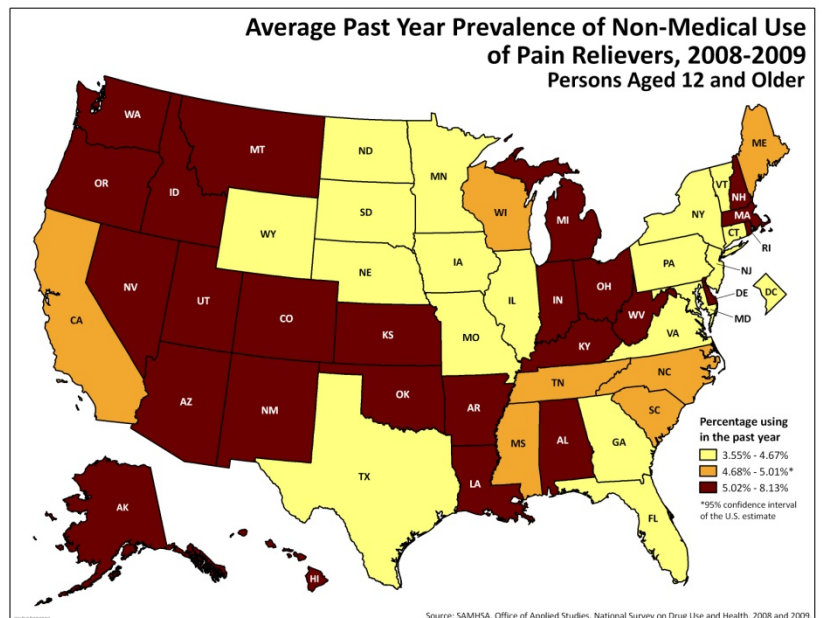 Average Past Year Prevalence of Non-Medical Use
of Pain Relievers, 2008-2009
Persons Aged 12 and Older
WA
MT
ND
MN
ME
OR
ID
SD
WI
MI
VT
NH
NY
MA
CT
RI
WY
NE
IA
PA
NJ
NV
UT
CO
IL
IN
OH
DE
DC
MD
CA
KS
MO
WV
VA
KY
AZ
NM
OK
AR
TN
NC
SC
MS
AL
GA
TX
LA
FL
AK
HI
Percentage using
in the past year
3.55% - 4.67%
4.68% - 5.01%*
5.02% - 8.13%
*95% confidence interval
of the U.S. estimate
Source: SAMHSA, Office of Applied Studies, National Survey on Drug Use and Health, 2008 and 2009.